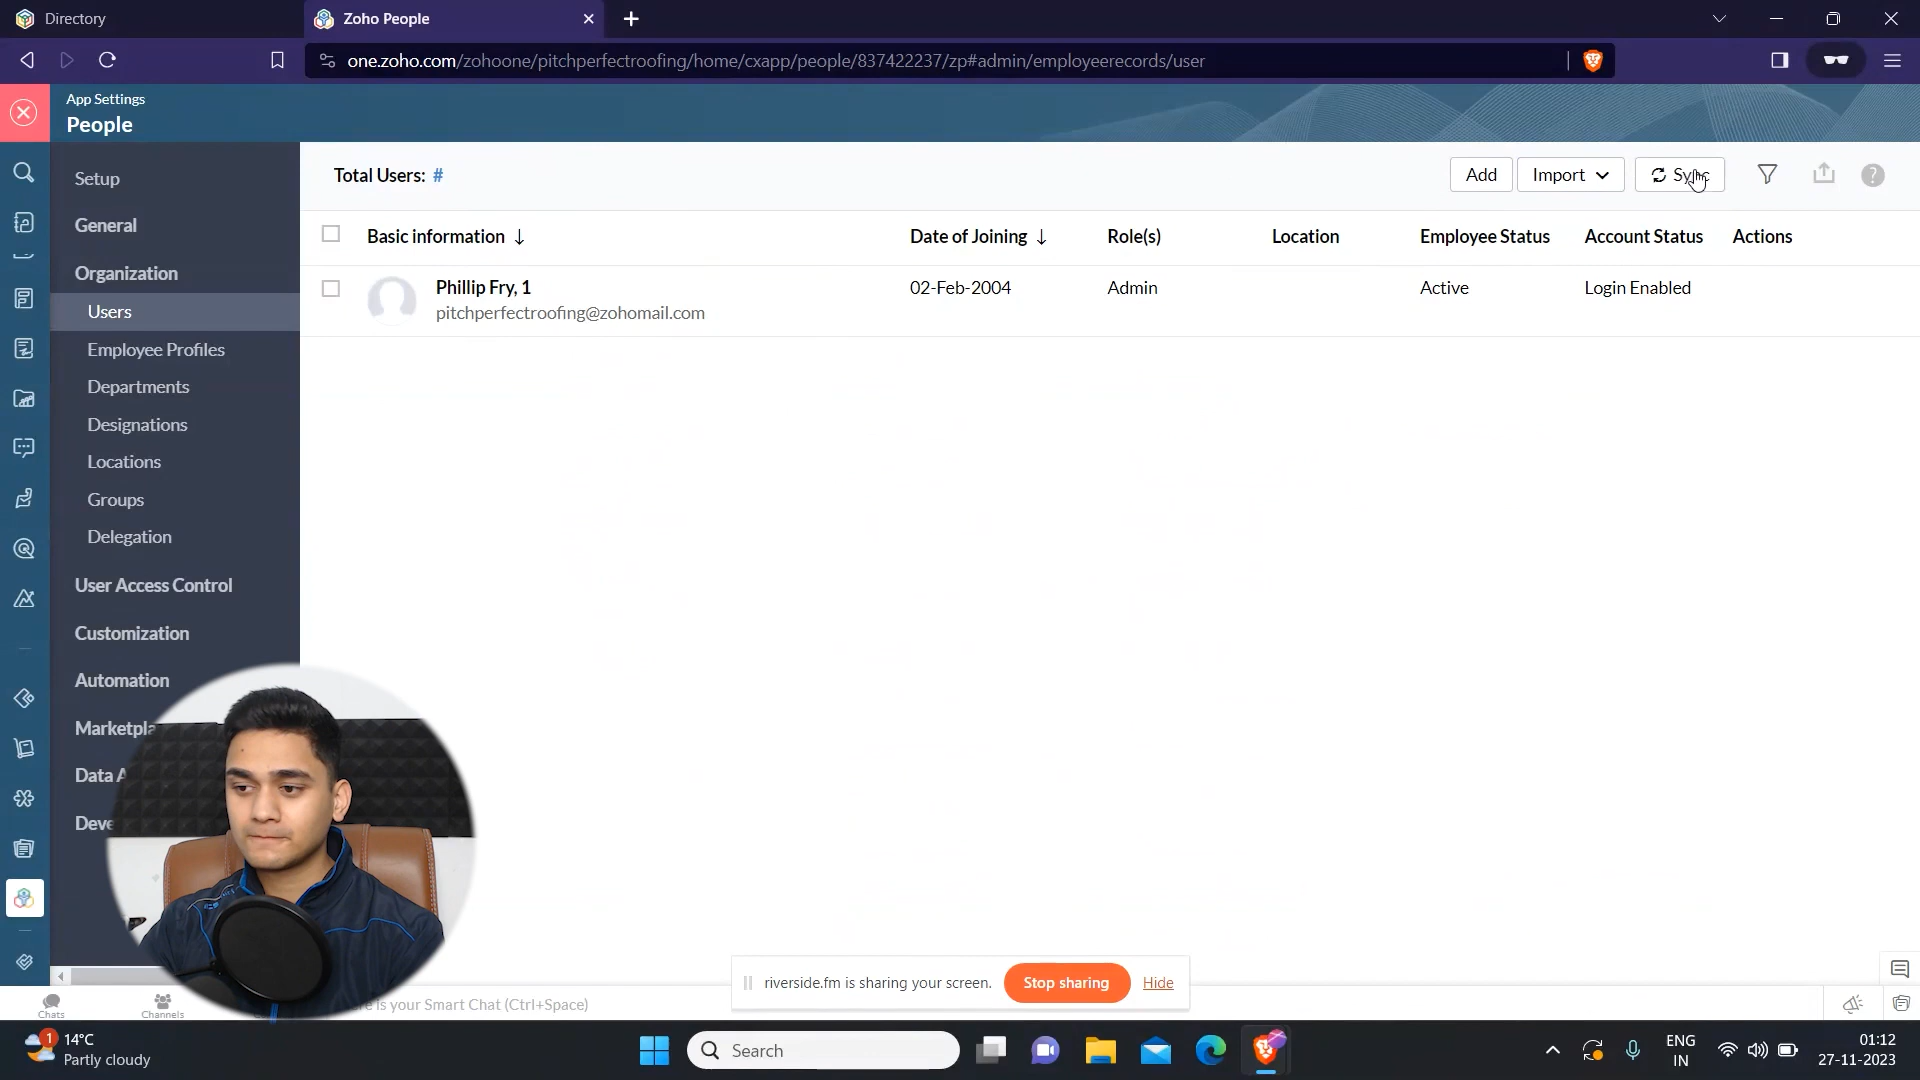 Directory
Zoho People
one.zoho.com/zohoone/pitchperfectroofing/home/cxapp/people/837422237/zp#admin/employeerecords/user
App Settings
People
Setup
General
Organization
Users
Employee Profiles
Departments
Designations
Locations
Groups
Delegation
User Access Control
Customization
Automation
Marketpla
Data A
Deve
Total Users: #
Add
Import
Sync
?
Basic information ↓
Date of Joining ↓
Role(s)
Location
Employee Status
Account Status
Actions
Phillip Fry, 1
pitchperfectroofing@zohomail.com
02-Feb-2004
Admin
Active
Login Enabled
riverside.fm is sharing your screen.
Stop sharing
Hide
Chats
Channels
is your Smart Chat (Ctrl+Space)
1
14°C
Partly cloudy
Search
ENG
IN
01:12
27-11-2023